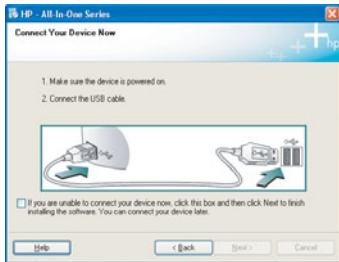 HP - All-In-One Series
Connect Your Device Now
hp
1. Make sure the device is powered on.
2. Connect the USB cable.
If you are unable to connect your device now, click this box and then click Next to finish
installing the software. You can connect your device later.
Help
< Back
Next >
Cancel